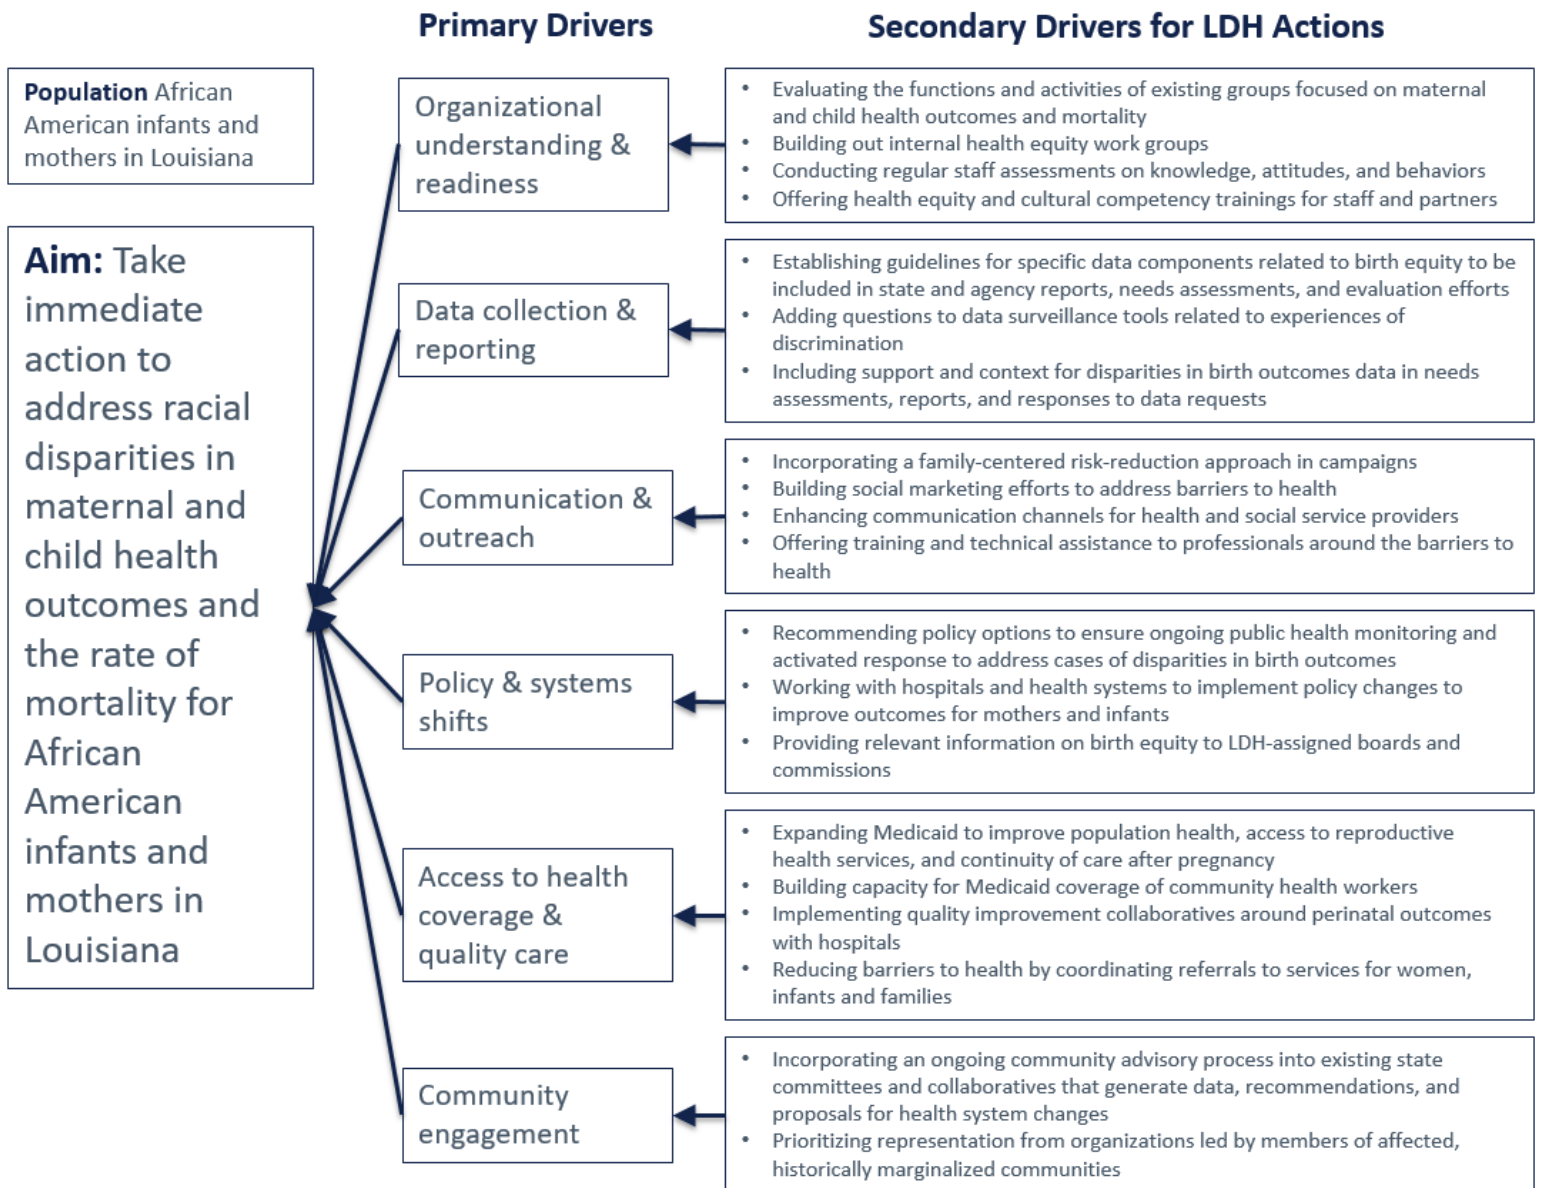 Primary Drivers
Secondary Drivers for LDH Actions
Population African
American infants and
mothers in Louisiana
Aim: Take
immediate
action to
address racial
disparities in
maternal and
child health
outcomes and
the rate of
mortality for
African
American
infants and
mothers in
Louisiana
Organizational
understanding &
readiness
• Evaluating the functions and activities of existing groups focused on maternal
and child health outcomes and mortality
• Building out internal health equity work groups
• Conducting regular staff assessments on knowledge, attitudes, and behaviors
• Offering health equity and cultural competency trainings for staff and partners
Data collection &
reporting
• Establishing guidelines for specific data components related to birth equity to be
included in state and agency reports, needs assessments, and evaluation efforts
• Adding questions to data surveillance tools related to experiences of
discrimination
• Including support and context for disparities in birth outcomes data in needs
assessments, reports, and responses to data requests
Communication &
outreach
• Incorporating a family-centered risk-reduction approach in campaigns
• Building social marketing efforts to address barriers to health
• Enhancing communication channels for health and social service providers
• Offering training and technical assistance to professionals around the barriers to
health
Policy & systems
shifts
• Recommending policy options to ensure ongoing public health monitoring and
activated response to address cases of disparities in birth outcomes
• Working with hospitals and health systems to implement policy changes to
improve outcomes for mothers and infants
• Providing relevant information on birth equity to LDH-assigned boards and
commissions
Access to health
coverage &
quality care
• Expanding Medicaid to improve population health, access to reproductive
health services, and continuity of care after pregnancy
• Building capacity for Medicaid coverage of community health workers
• Implementing quality improvement collaboratives around perinatal outcomes
with hospitals
• Reducing barriers to health by coordinating referrals to services for women,
infants and families
Community
engagement
• Incorporating an ongoing community advisory process into existing state
committees and collaboratives that generate data, recommendations, and
proposals for health system changes
• Prioritizing representation from organizations led by members of affected,
historically marginalized communities